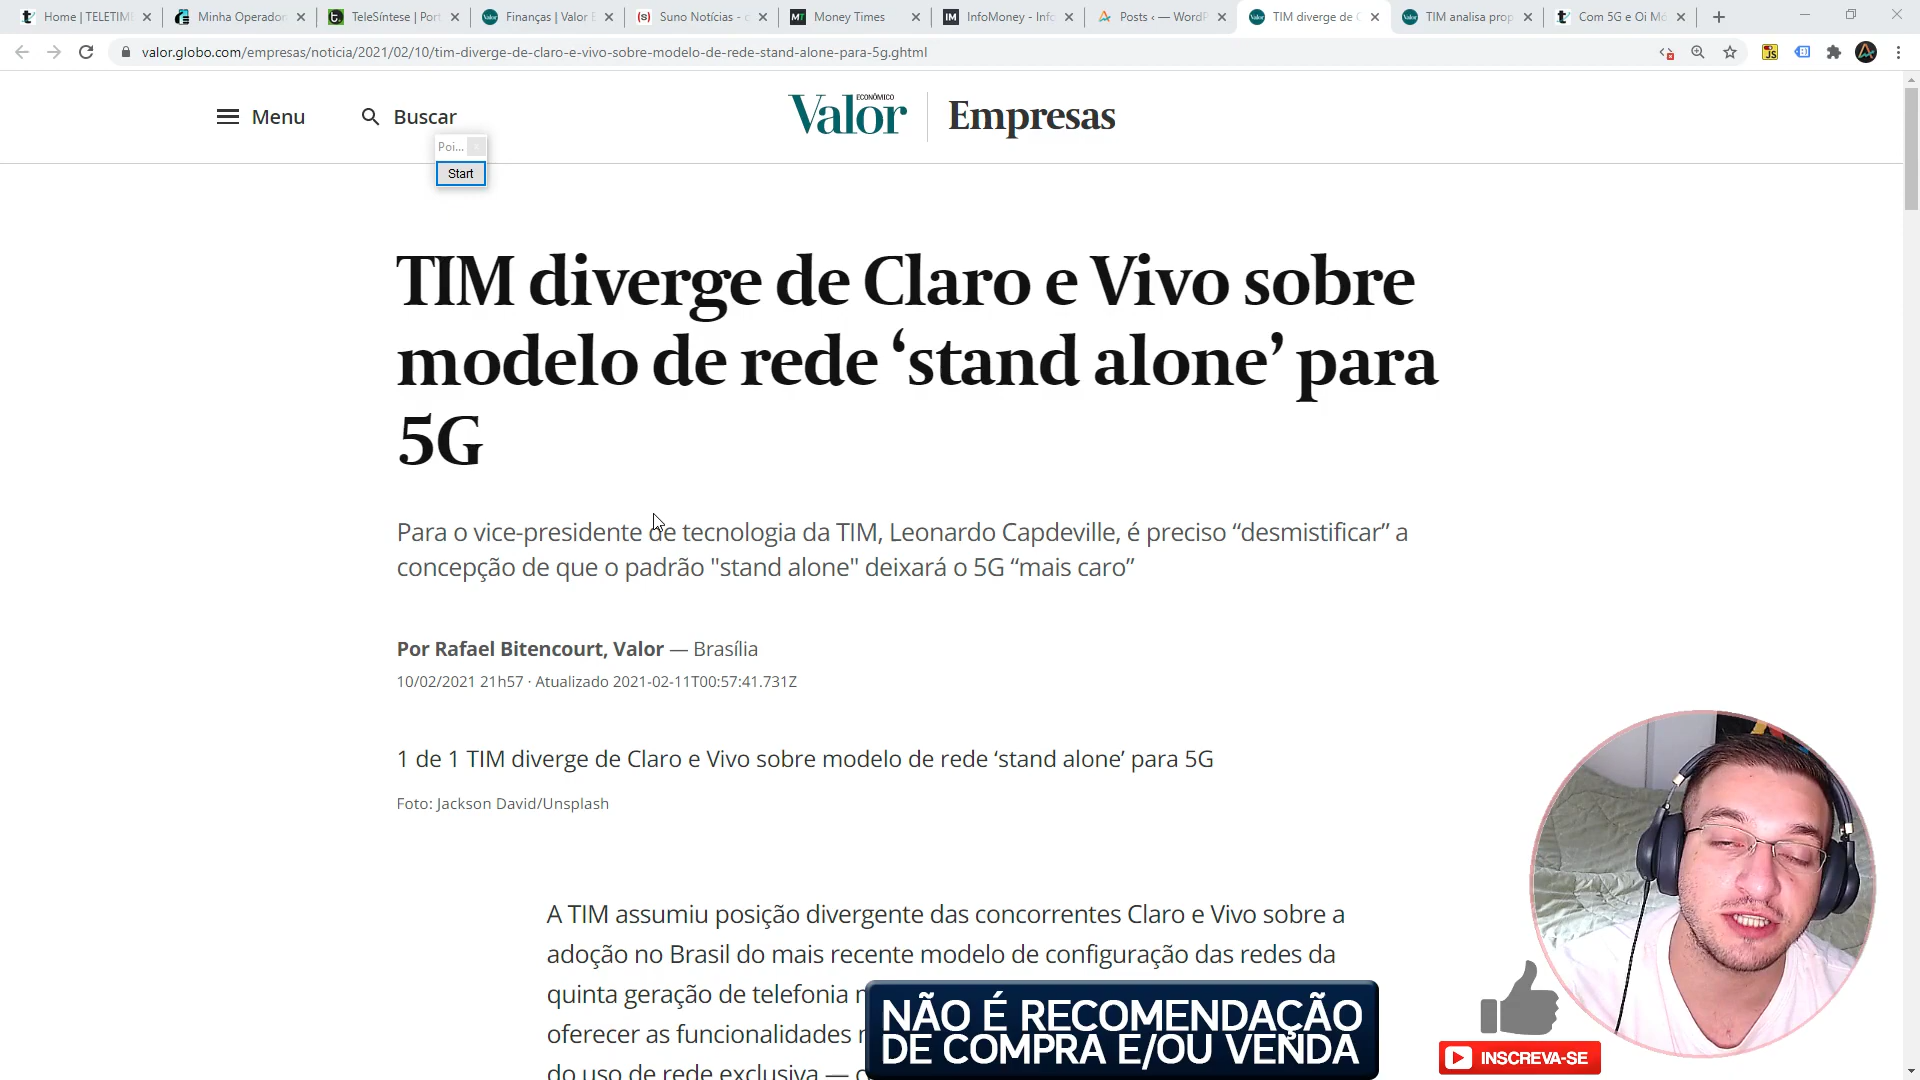 Home | TELETIM
Minha Operador
TeleSíntese | Port
Finanças | Valor E
Suno Notícias - c
Money Times
InfoMoney - Info
Posts ‹ — WordP
TIM diverge de C
TIM analisa prop
Com 5G e Oi Mó
valor.globo.com/empresas/noticia/2021/02/10/tim-diverge-de-claro-e-vivo-sobre-modelo-de-rede-stand-alone-para-5g.ghtml
Menu
Buscar
Valor ECONÔMICO
Empresas
Poi...
Start
TIM diverge de Claro e Vivo sobre
modelo de rede ‘stand alone’ para
5G
Para o vice-presidente de tecnologia da TIM, Leonardo Capdeville, é preciso “desmistificar” a
concepção de que o padrão "stand alone" deixará o 5G “mais caro”
Por Rafael Bitencourt, Valor — Brasília
10/02/2021 21h57 · Atualizado 2021-02-11T00:57:41.731Z
1 de 1 TIM diverge de Claro e Vivo sobre modelo de rede ‘stand alone’ para 5G
Foto: Jackson David/Unsplash
A TIM assumiu posição divergente das concorrentes Claro e Vivo sobre a
adoção no Brasil do mais recente modelo de configuração das redes da
quinta geração de telefonia
oferecer as funcionalidades
do uso de rede exclusiva —
NÃO É RECOMENDAÇÃO
DE COMPRA E/OU VENDA
INSCREVA-SE